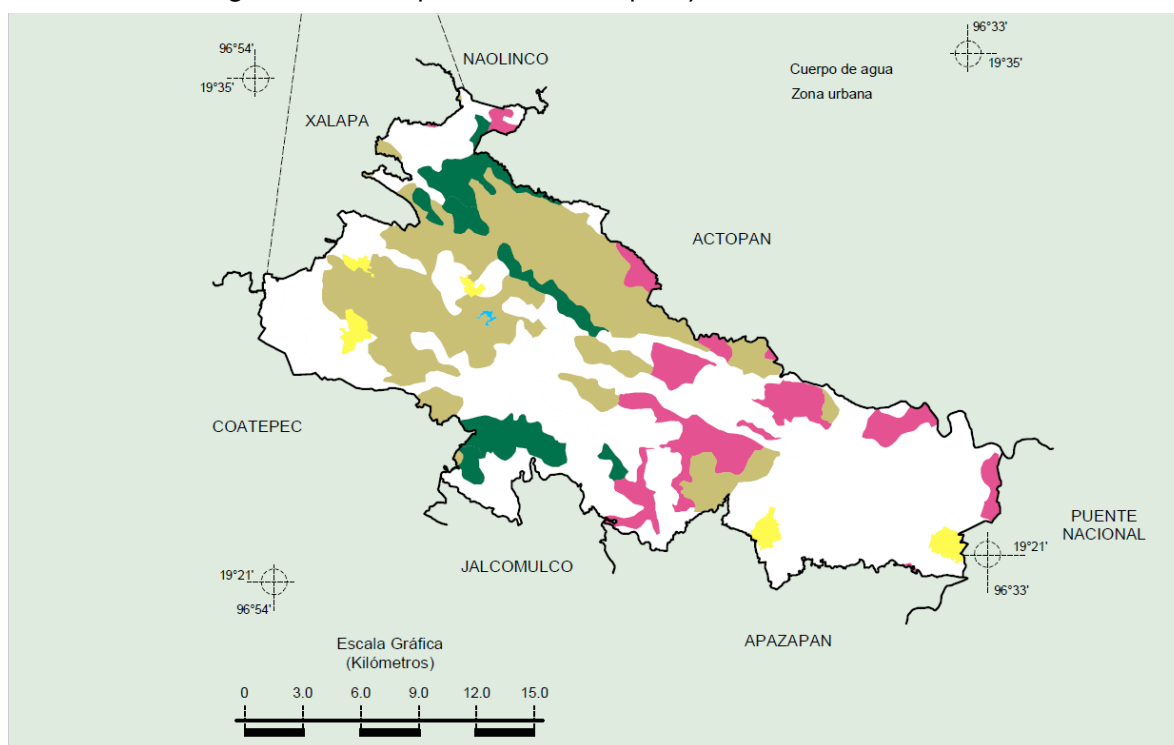 96°54'
19°35'
NAOLINCO
96°33'
19°35'
Cuerpo de agua
Zona urbana
XALAPA
ACTOPAN
COATEPEC
PUENTE
NACIONAL
JALCOMULCO
19°21'
96°33'
19°21'
96°54'
APAZAPAN
Escala Gráfica
(Kilómetros)
0 3.0 6.0 9.0 12.0 15.0